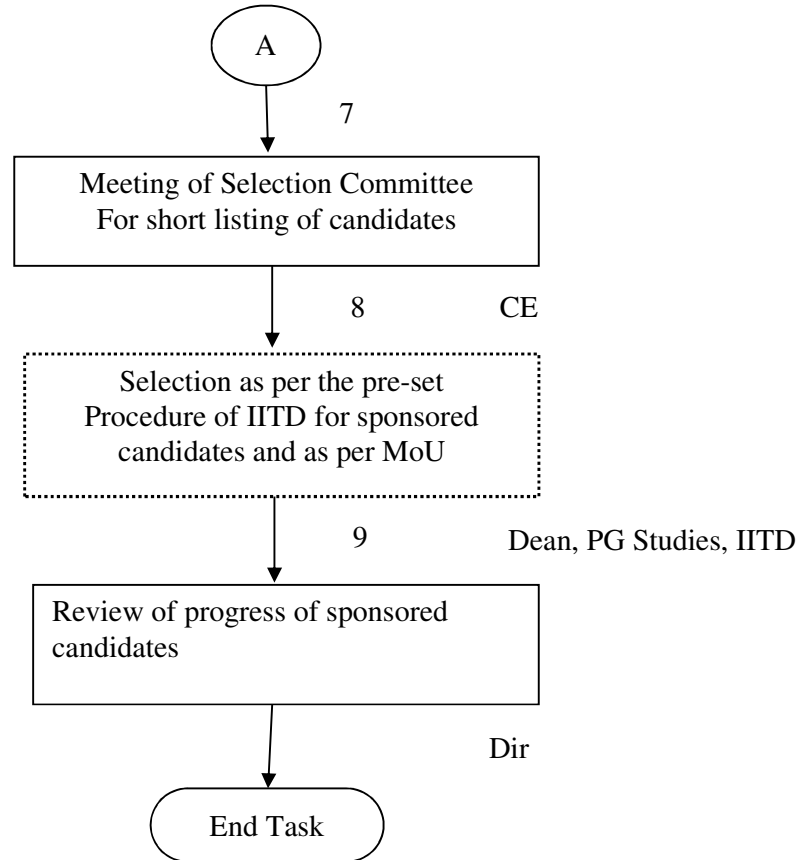 A
7
Meeting of Selection Committee
For short listing of candidates
8 CE
Selection as per the pre-set
Procedure of IITD for sponsored
candidates and as per MoU
9 Dean, PG Studies, IITD
Review of progress of sponsored
candidates
Dir
End Task